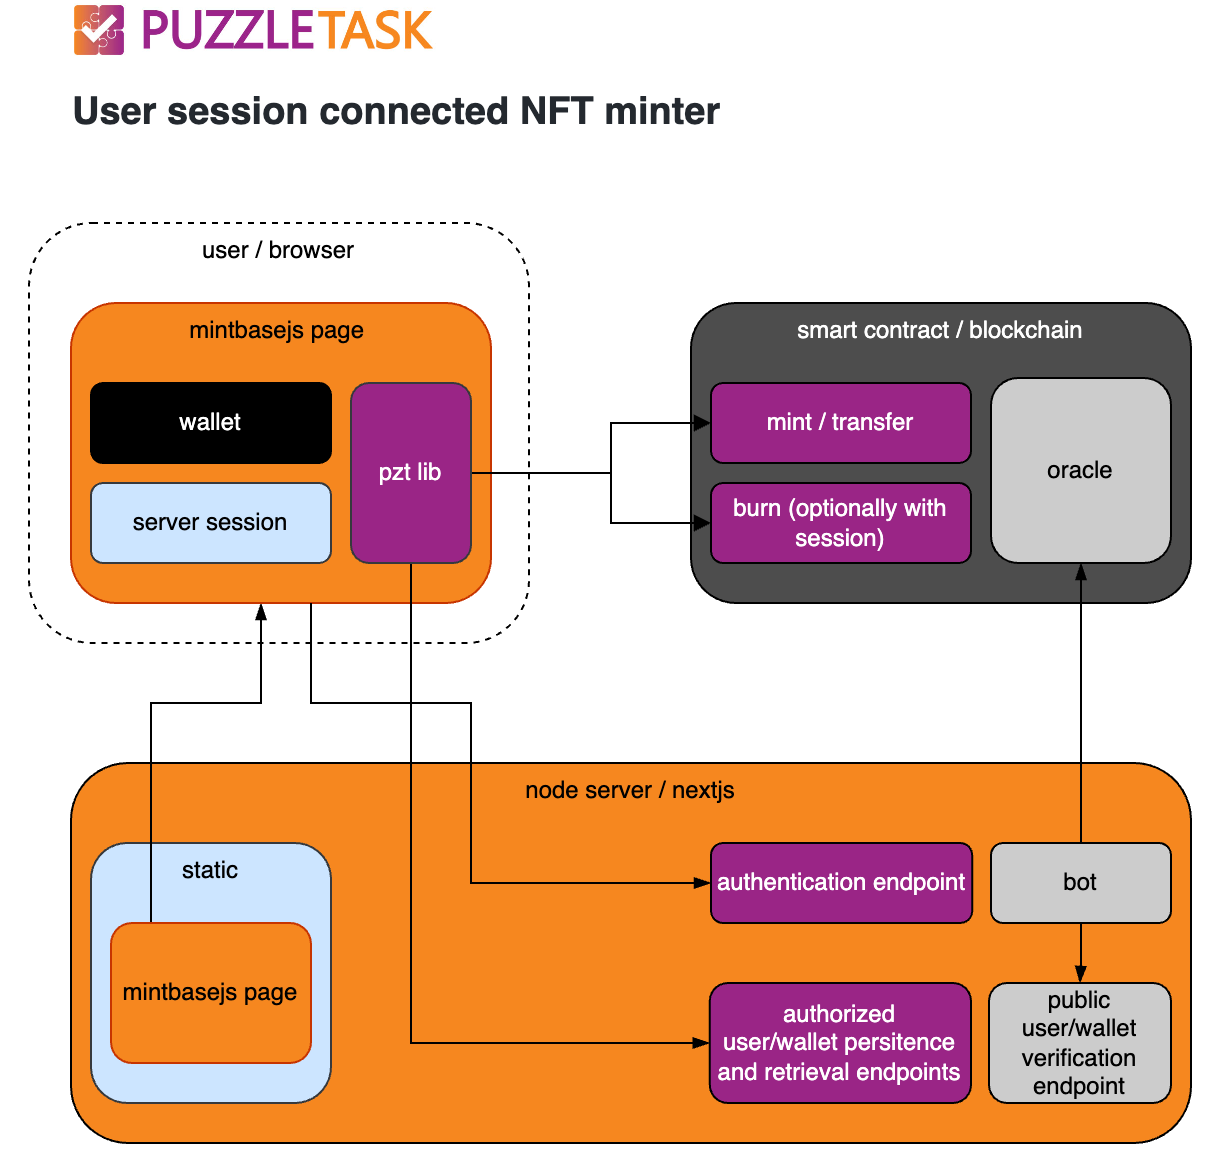 PUZZLETASK
User session connected NFT minter
user / browser
mintbasejs page
wallet
server session
pzt lib
smart contract / blockchain
mint / transfer
burn (optionally with
session)
oracle
node server / nextjs
static
mintbasejs page
authentication endpoint
bot
authorized
user/wallet persitence
and retrieval endpoints
public
user/wallet
verification
endpoint